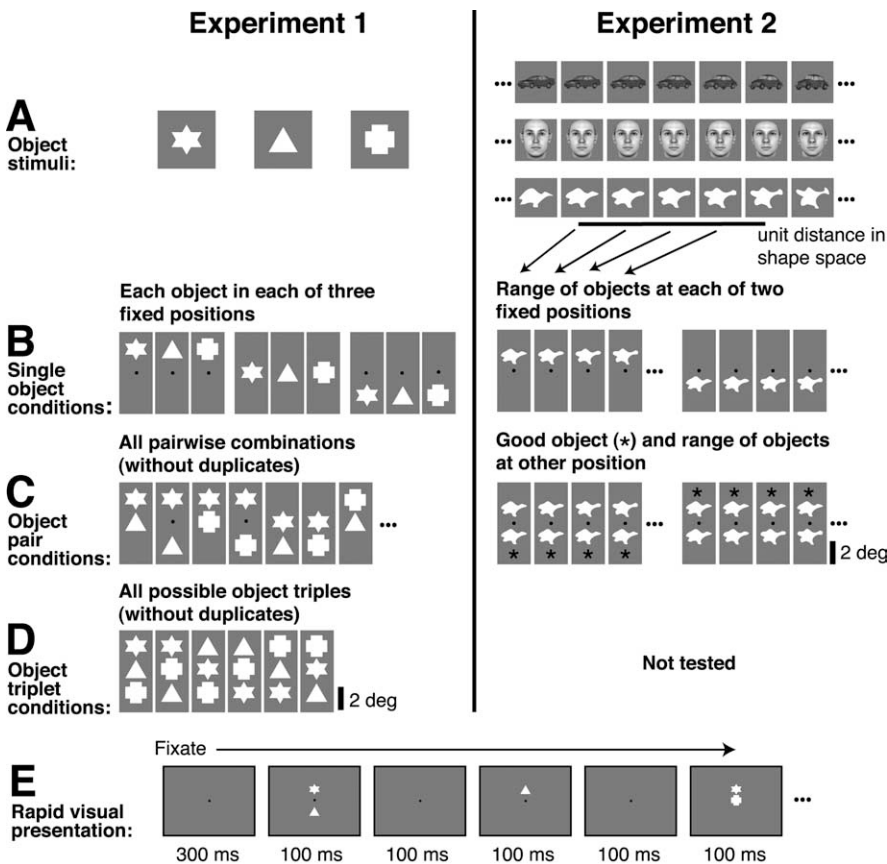 Experiment 1
Experiment 2
A
Object
stimuli:
unit distance in
shape space
Each object in each of three
fixed positions
Range of objects at each of two
fixed positions
B
Single
object
conditions:
All pairwise combinations
(without duplicates)
Good object (*) and range of objects
at other position
C
Object
pair
conditions:
2 deg
All possible object triples
(without duplicates)
D
Object
triplet
conditions:
2 deg
Not tested
Fixate
E
Rapid visual
presentation:
300 ms 100 ms 100 ms 100 ms 100 ms 100 ms